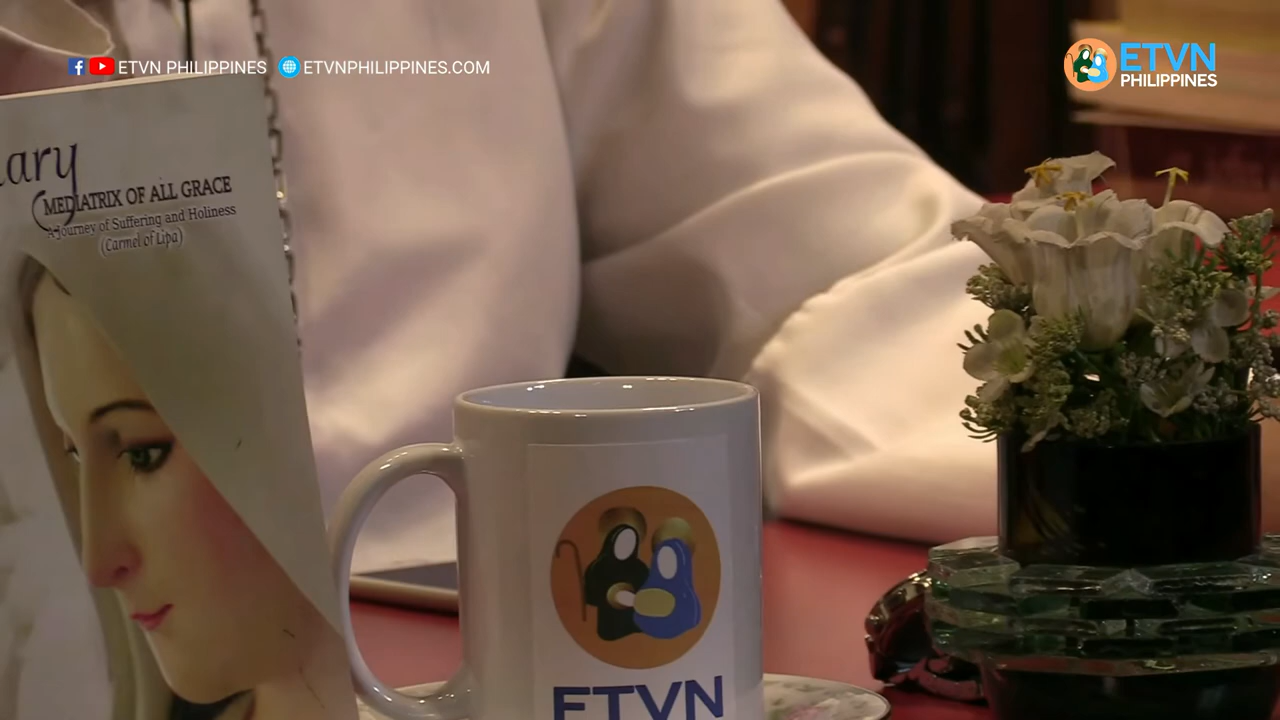 ETVN PHILIPPINES
ETVNPHILIPPINES.COM
ETVN
PHILIPPINES
MEDIATRIX OF ALL GRACE
A Journey of Suffering and Holiness
(Carmel of Lipa)
ETVN